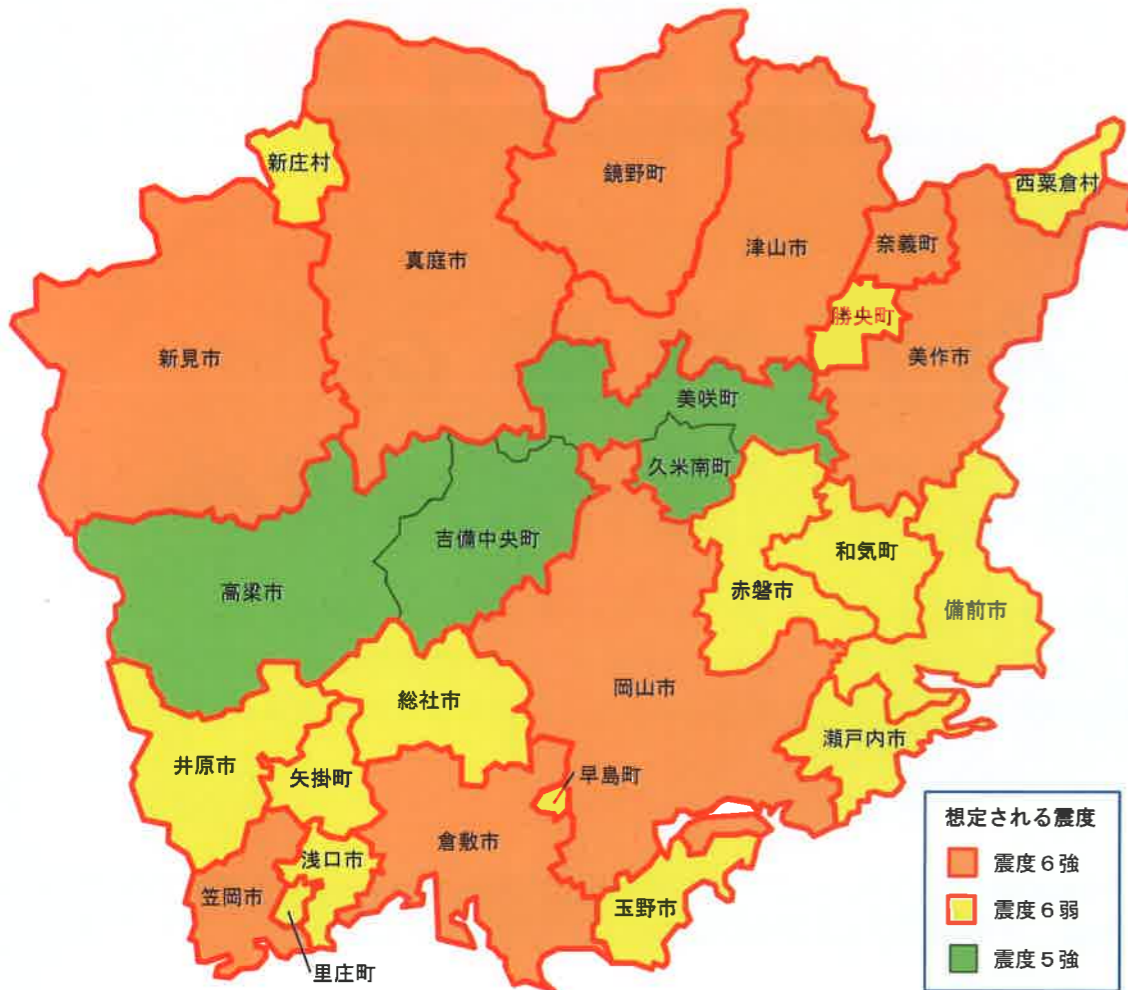 新庄村
鏡野町
西粟倉村
真庭市
津山市
奈義町
勝央町
新見市
美作市
美咲町
久米南町
吉備中央町
和気町
高梁市
赤磐市
備前市
岡山市
総社市
瀬戸内市
井原市
矢掛町
早島町
倉敷市
浅口市
笠岡市
玉野市
里庄町
想定される震度
震度6強
震度6弱
震度5強